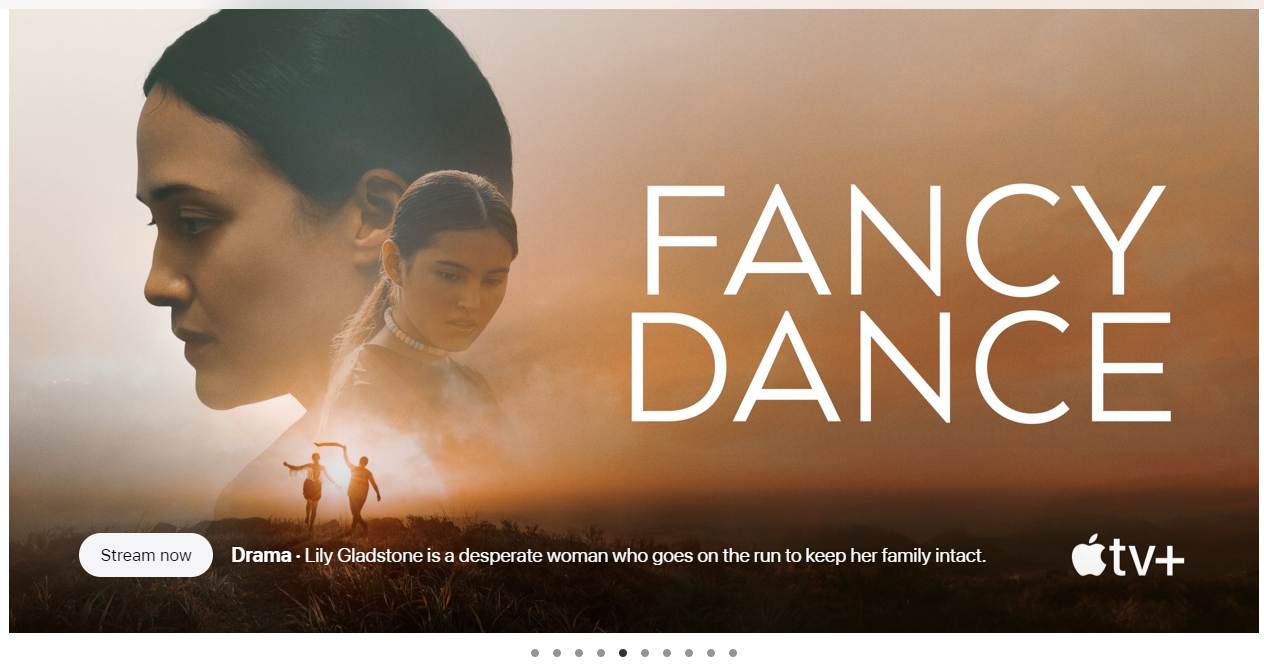 FANCY
DANCE
Stream now
Drama · Lily Gladstone is a desperate woman who goes on the run to keep her family intact.
tv+